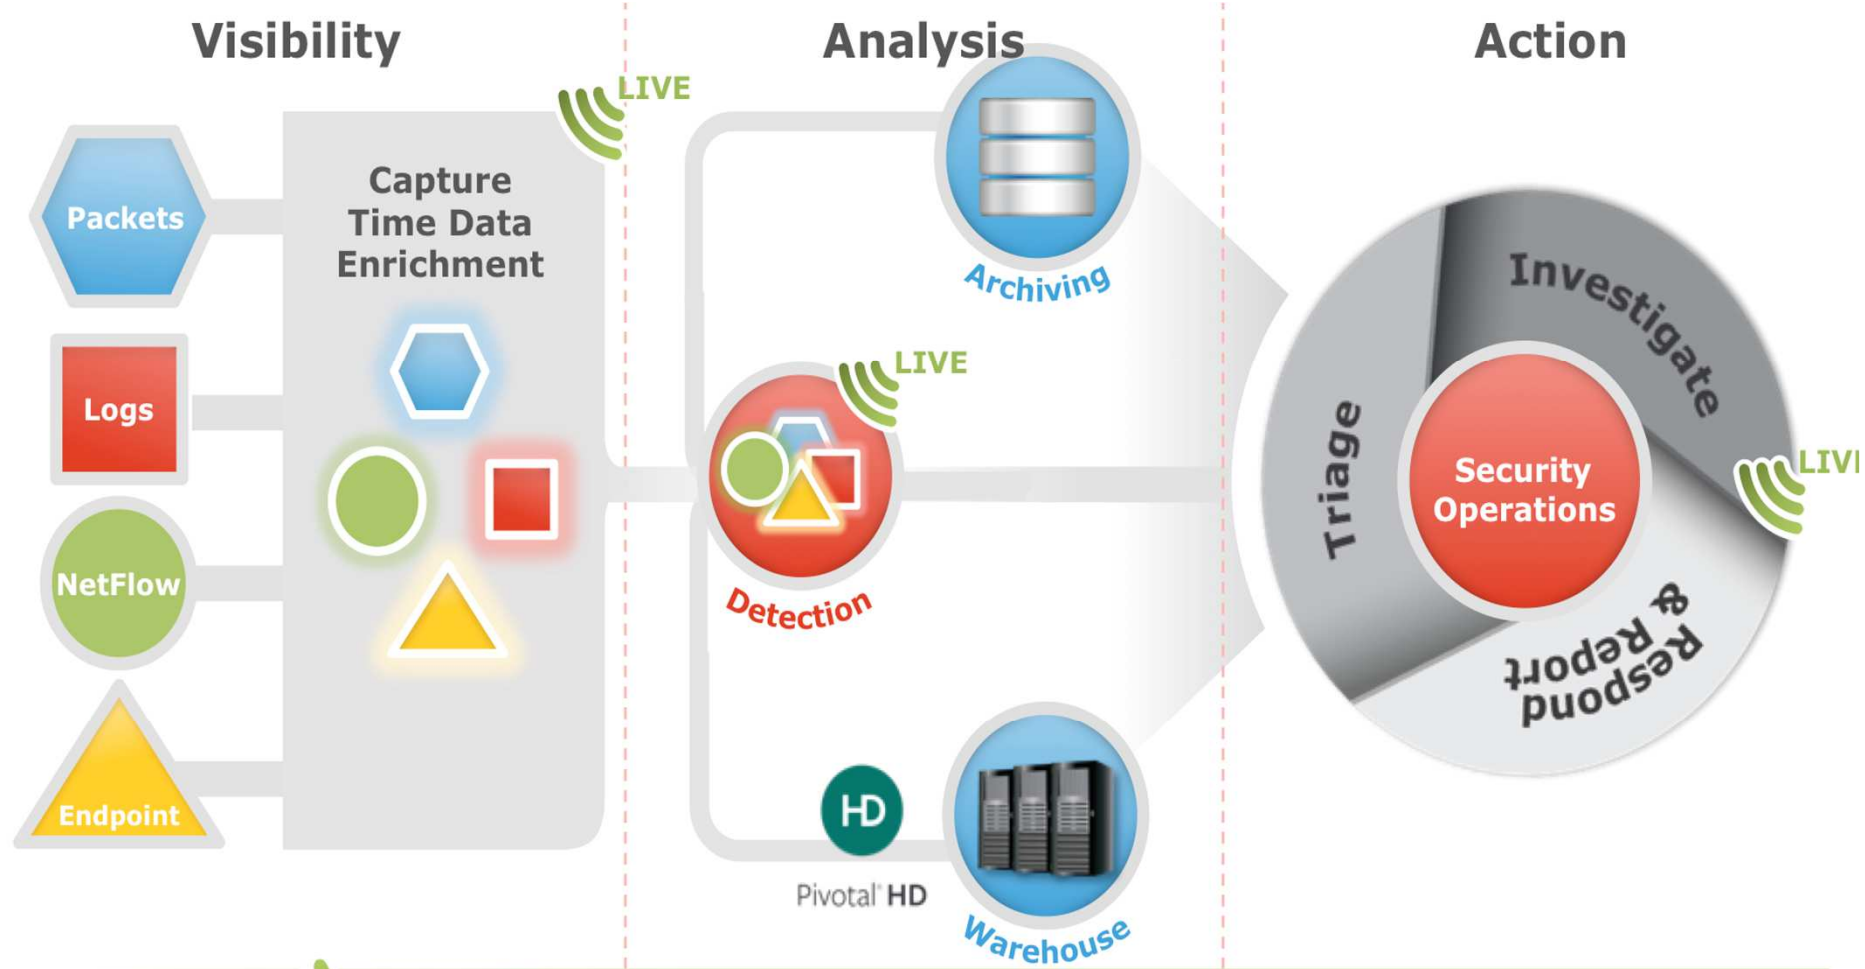 Visibility
Analysis
Action
LIVE
Packets
Capture
Time Data
Enrichment
Logs
NetFlow
Endpoint
Archiving
LIVE
Detection
HD
Pivotal HD
Warehouse
Investigate
Triage
Security
Operations
LIVE
Respond
& Report